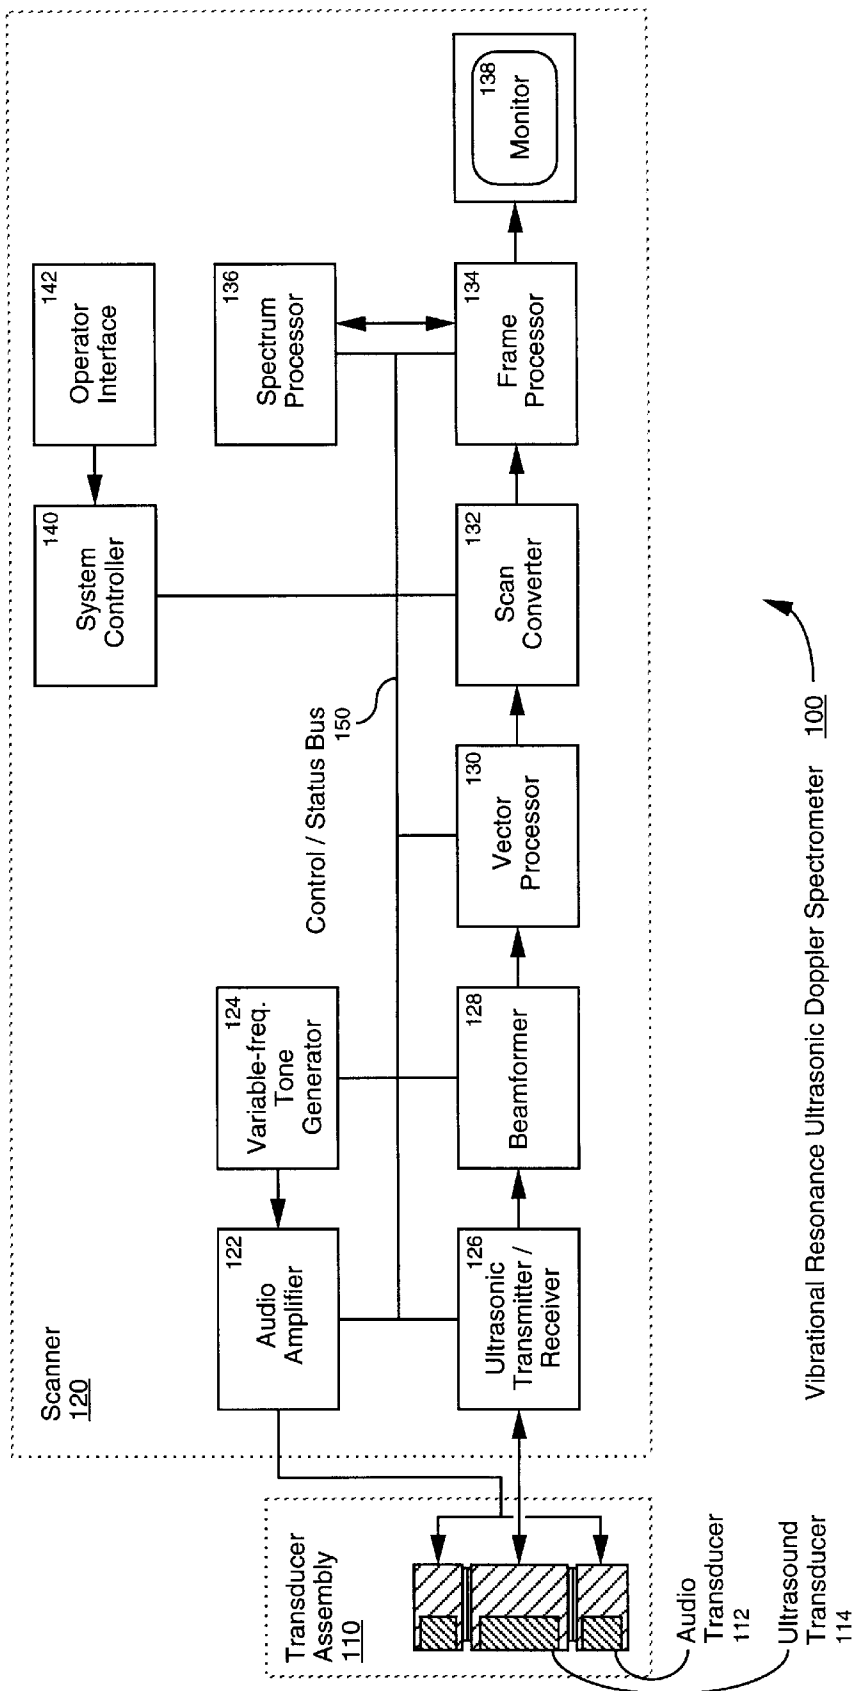 Scanner
120
Operator
Interface
142
System
Controller
140
Spectrum
Processor
136
Variable-freq.
Tone
Generator
124
Audio
Amplifier
122
Control / Status Bus
150
Ultrasonic
Transmitter /
Receiver
126
Beamformer
128
Vector
Processor
130
Scan
Converter
132
Frame
Processor
134
Monitor
138
Transducer
Assembly
110
Audio
Transducer
112
Ultrasound
Transducer
114
Vibrational Resonance Ultrasonic Doppler Spectrometer 100